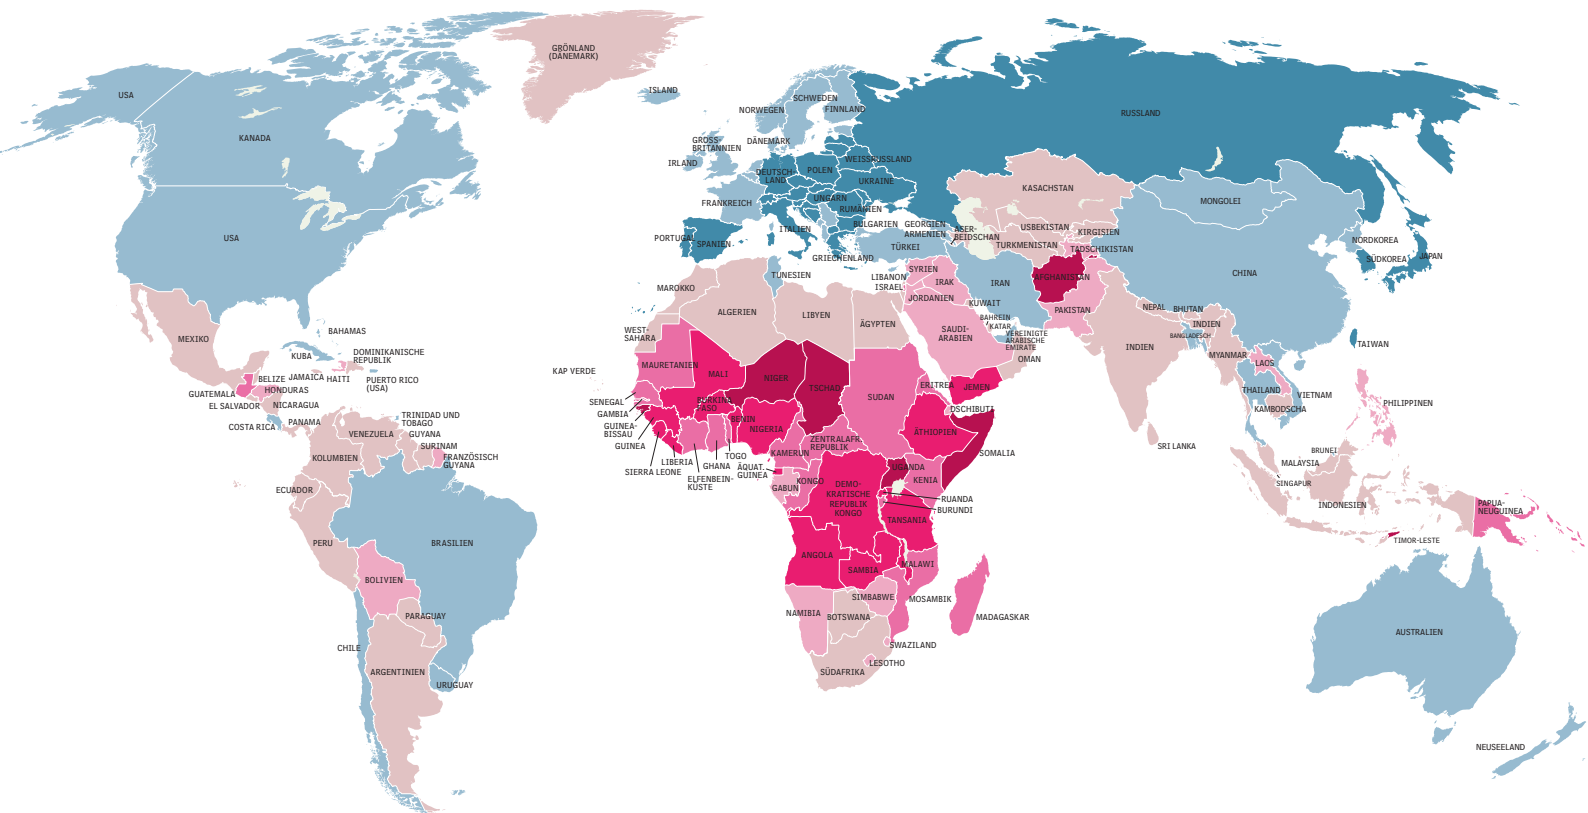 GRÖNLAND
(DÄNEMARK)
USA
KANADA
ISLAND
NORWEGEN
SCHWEDEN
FINNLAND
RUSSLAND
GROSS-
BRITANNIEN
DÄNEMARK
IRLAND
DEUTSCH-
LAND
POLEN
WEISSRUSSLAND
UKRAINE
FRANKREICH
UNGARN
RUMÄNIEN
BULGARIEN
GEORGIEN
ARMENIEN
ASER-
BEIDSCHAN
ITALIEN
PORTUGAL
SPANIEN
GRIECHENLAND
TÜRKEI
KASACHSTAN
USBEKISTAN
TURKMENISTAN
KIRGISIEN
TADSCHIKISTAN
MONGOLEI
NORDKOREA
SÜDKOREA
JAPAN
CHINA
USA
TUNESIEN
LIBANON
ISRAEL
SYRIEN
IRAK
JORDANIEN
IRAN
AFGHANISTAN
KUWAIT
PAKISTAN
MAROKKO
ALGERIEN
LIBYEN
ÄGYPTEN
SAUDI-
ARABIEN
BAHREIN
KATAR
VEREINIGTE
ARABISCHE
EMIRATE
OMAN
NEPAL
BHUTAN
INDIEN
BANGLADESCH
INDIEN
MYANMAR
LAOS
THAILAND
VIETNAM
KAMBODSCHA
TAIWAN
PHILIPPINEN
WEST-
SAHARA
MEXIKO
BAHAMAS
KUBA
DOMINIKANISCHE
REPUBLIK
BELIZE
JAMAICA
HAITI
PUERTO RICO
(USA)
GUATEMALA
HONDURAS
EL SALVADOR
NICARAGUA
COSTA RICA
PANAMA
TRINIDAD UND
TOBAGO
VENEZUELA
GUYANA
SURINAM
FRANZÖSISCH
GUYANA
KOLUMBIEN
ECUADOR
PERU
BRASILIEN
BOLIVIEN
PARAGUAY
CHILE
ARGENTINIEN
URUGUAY
KAP VERDE
MAURETANIEN
MALI
NIGER
TSCHAD
SUDAN
ERITREA
JEMEN
DSCHIBUTI
SENEGAL
GAMBIA
GUINEA-
BISSAU
GUINEA
SIERRA LEONE
LIBERIA
ELFENBEIN-
KÜSTE
GHANA
TOGO
BURKINA
FASO
BENIN
NIGERIA
ÄQUAT.
GUINEA
KAMERUN
ZENTRALAFR.
REPUBLIK
ÄTHIOPIEN
SOMALIA
UGANDA
KENIA
GABUN
KONGO
DEMO-
KRATISCHE
REPUBLIK
KONGO
RUANDA
BURUNDI
TANSANIA
ANGOLA
SAMBIA
MALAWI
SIMBABWE
MOSAMBIK
NAMIBIA
BOTSWANA
MADAGASKAR
SWAZILAND
LESOTHO
SÜDAFRIKA
SRI LANKA
BRUNEI
MALAYSIA
SINGAPUR
INDONESIEN
PAPUA-
NEUGUINEA
TIMOR-LESTE
AUSTRALIEN
NEUSEELAND